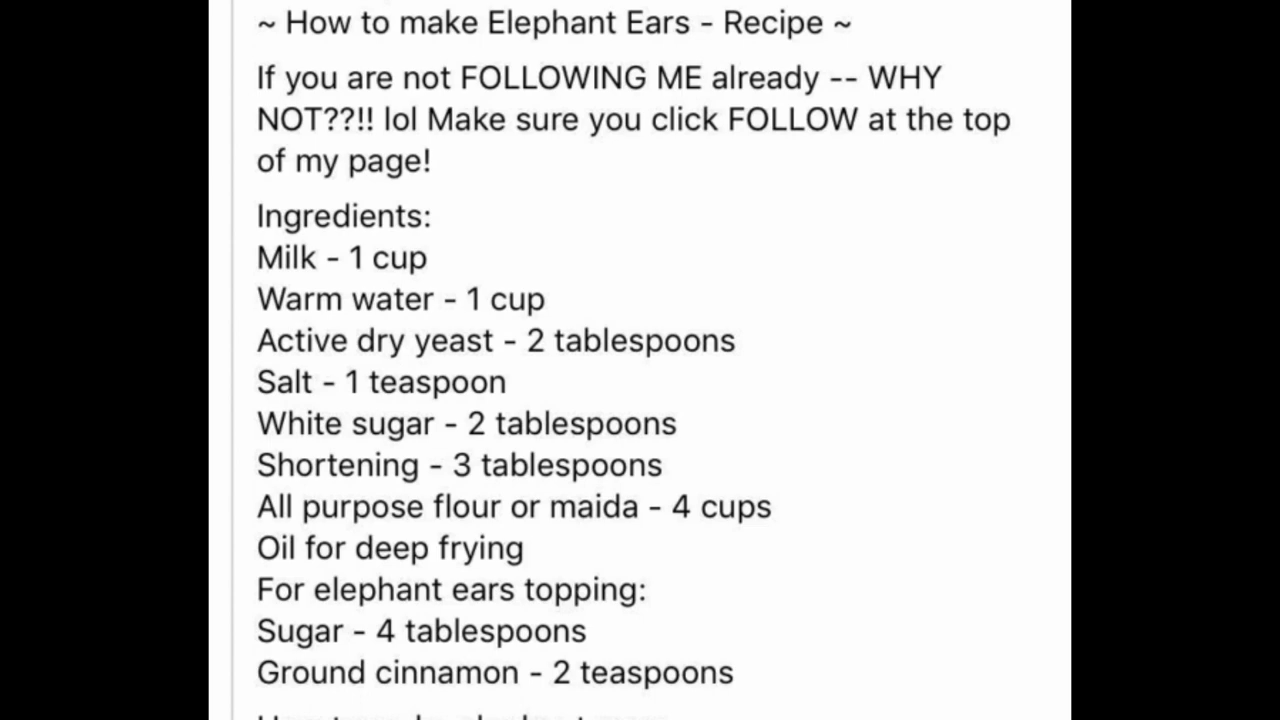 ~ How to make Elephant Ears - Recipe ~
If you are not FOLLOWING ME already -- WHY
NOT??!! lol Make sure you click FOLLOW at the top
of my page!
Ingredients:
Milk - 1 cup
Warm water - 1 cup
Active dry yeast - 2 tablespoons
Salt - 1 teaspoon
White sugar - 2 tablespoons
Shortening - 3 tablespoons
All purpose flour or maida - 4 cups
Oil for deep frying
For elephant ears topping:
Sugar - 4 tablespoons
Ground cinnamon - 2 teaspoons